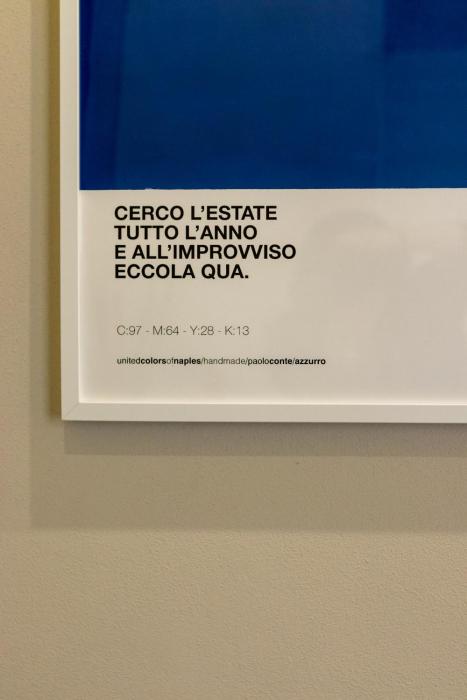 CERCO L'ESTATE
TUTTO L'ANNO
E ALL'IMPROVVISO
ECCOLA QUA.
C:97 - M:64 - Y:28 - K:13
unitedcolorsofnaples/handmade/paoloconte/azzurro